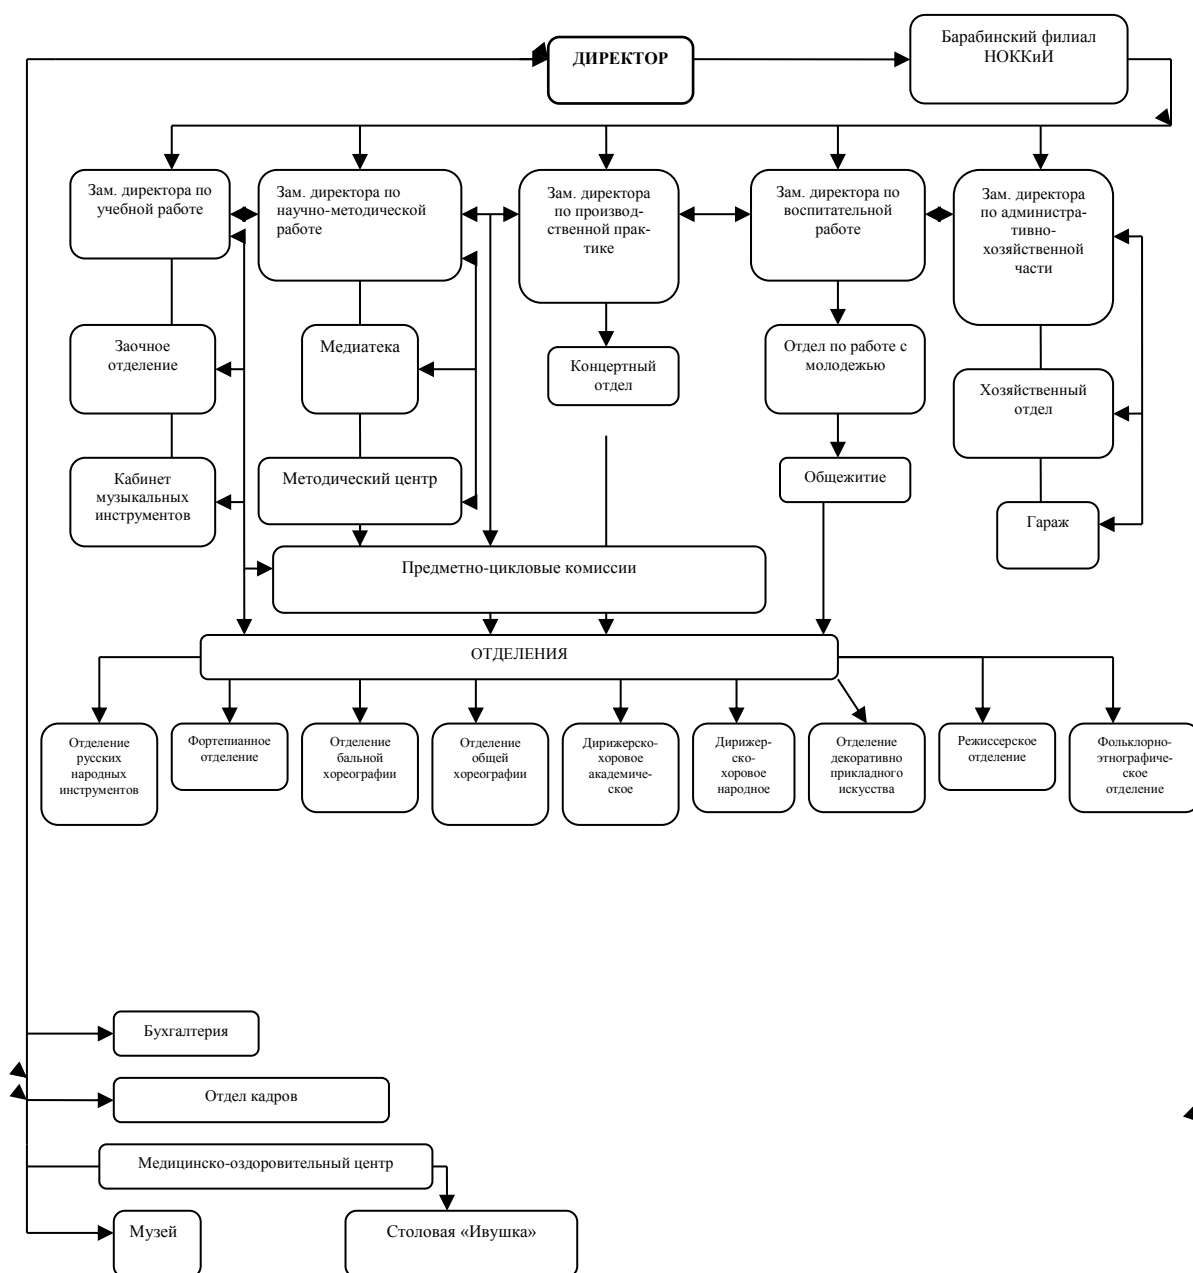 ДИРЕКТОР
Барабинский филиал
НОККиИ
Зам. директора по
учебной работе
Зам. директора по
научно-методической
работе
Зам. директора
по производ-
ственной прак-
тике
Зам. директора по
воспитательной
работе
Зам. директора
по администра-
тивно-
хозяйственной
части
Заочное
отделение
Медиатека
Концертный
отдел
Отдел по работе с
молодежью
Хозяйственный
отдел
Кабинет
музыкальных
инструментов
Методический центр
Общежитие
Гараж
Предметно-цикловые комиссии
ОТДЕЛЕНИЯ
Отделение
русских
народных
инструментов
Фортепианное
отделение
Отделение
бальной
хореографии
Отделение
общей
хореографии
Дирижерско-
хоровое
академиче-
ское
Дирижер-
ско-
хоровое
народное
Отделение
декоративно
прикладного
искусства
Режиссерское
отделение
Фольклорно-
этнографиче-
ское
отделение
Бухгалтерия
Отдел кадров
Медицинско-оздоровительный центр
Музей
Столовая «Ивушка»